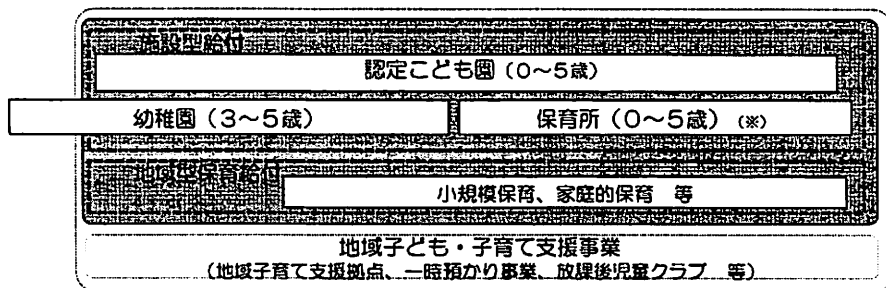 施設型給付
認定こども園（0～5歳）
幼稚園（3～5歳）
保育所（0～5歳）（※）
地域型保育給付
小規模保育、家庭的保育　等
地域子ども・子育て支援事業
（地域子育て支援拠点、一時預かり事業、放課後児童クラブ　等）